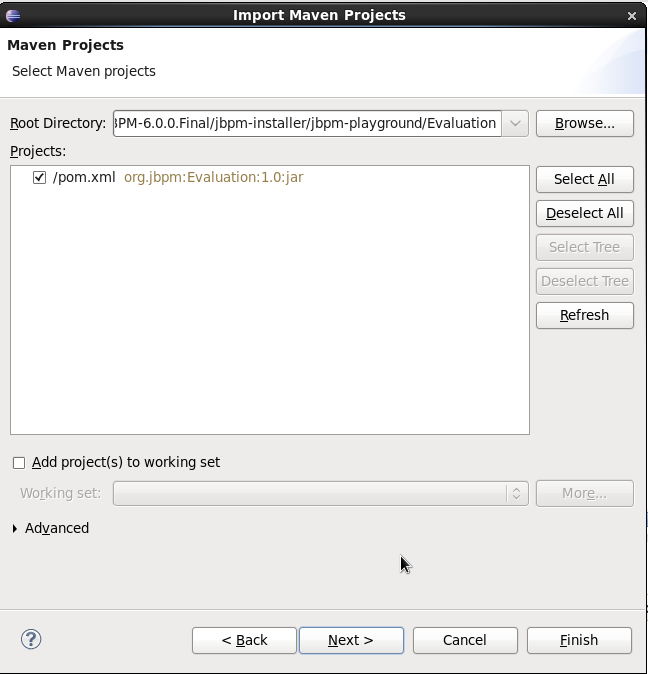 Import Maven Projects
Maven Projects
Select Maven projects
Root Directory: BPM-6.0.0.Final/jbpm-installer/jbpm-playground/Evaluation Browse...
Projects:
/pom.xml org.jbpm:Evaluation:1.0:jar
Select All
Deselect All
Select Tree
Deselect Tree
Refresh
Add project(s) to working set
Working set: More...
Advanced
< Back Next > Cancel Finish